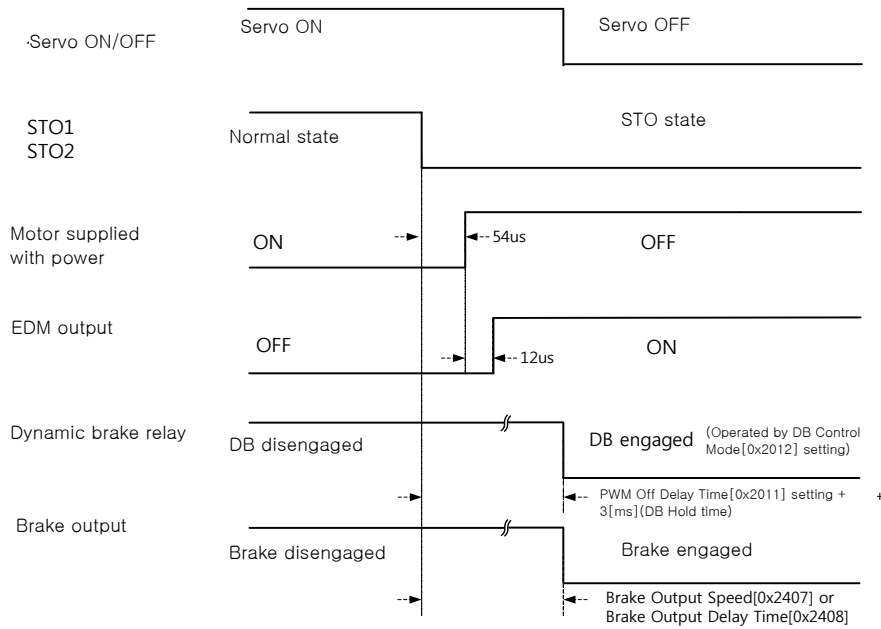 ·Servo ON/OFF
Servo ON
Servo OFF
STO1
STO2
Normal state
STO state
Motor supplied
with power
ON
54us
OFF
EDM output
OFF
12us
ON
Dynamic brake relay
DB disengaged
DB engaged
(Operated by DB Control
Mode[0x2012] setting)
PWM Off Delay Time[0x2011] setting +
3[ms](DB Hold time)
+
Brake output
Brake disengaged
Brake engaged
Brake Output Speed[0x2407] or
Brake Output Delay Time[0x2408]